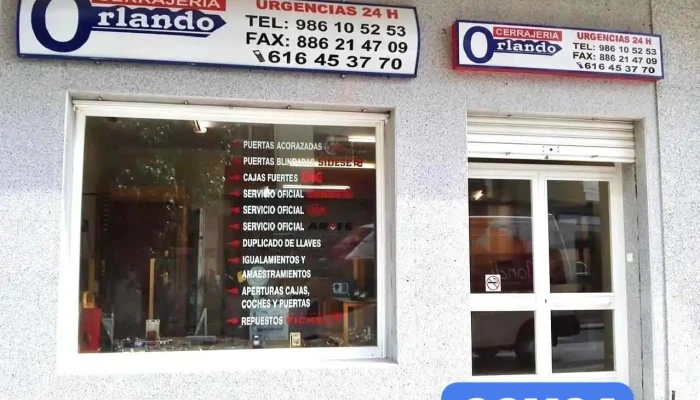 CERRAJERIA
Orlando
URGENCIAS 24 H
TEL: 986 10 52 53
FAX: 886 21 47 09
616 45 37 70
CERRAJERIA
Orlando
URGENCIAS 24 H
TEL: 986 10 52 53
FAX: 886 21 47 09
616 45 37 70
PUERTAS ACORAZADAS
PUERTAS BLINDADAS SIDESE
CAJAS FUERTES
SERVICIO OFICIAL
SERVICIO OFICIAL
SERVICIO OFICIAL
DUPLICADO DE LLAVES
IGUALAMIENTOS Y
AMAESTRAMIENTOS
APERTURAS CAJAS,
COCHES Y PUERTAS
REPUESTOS